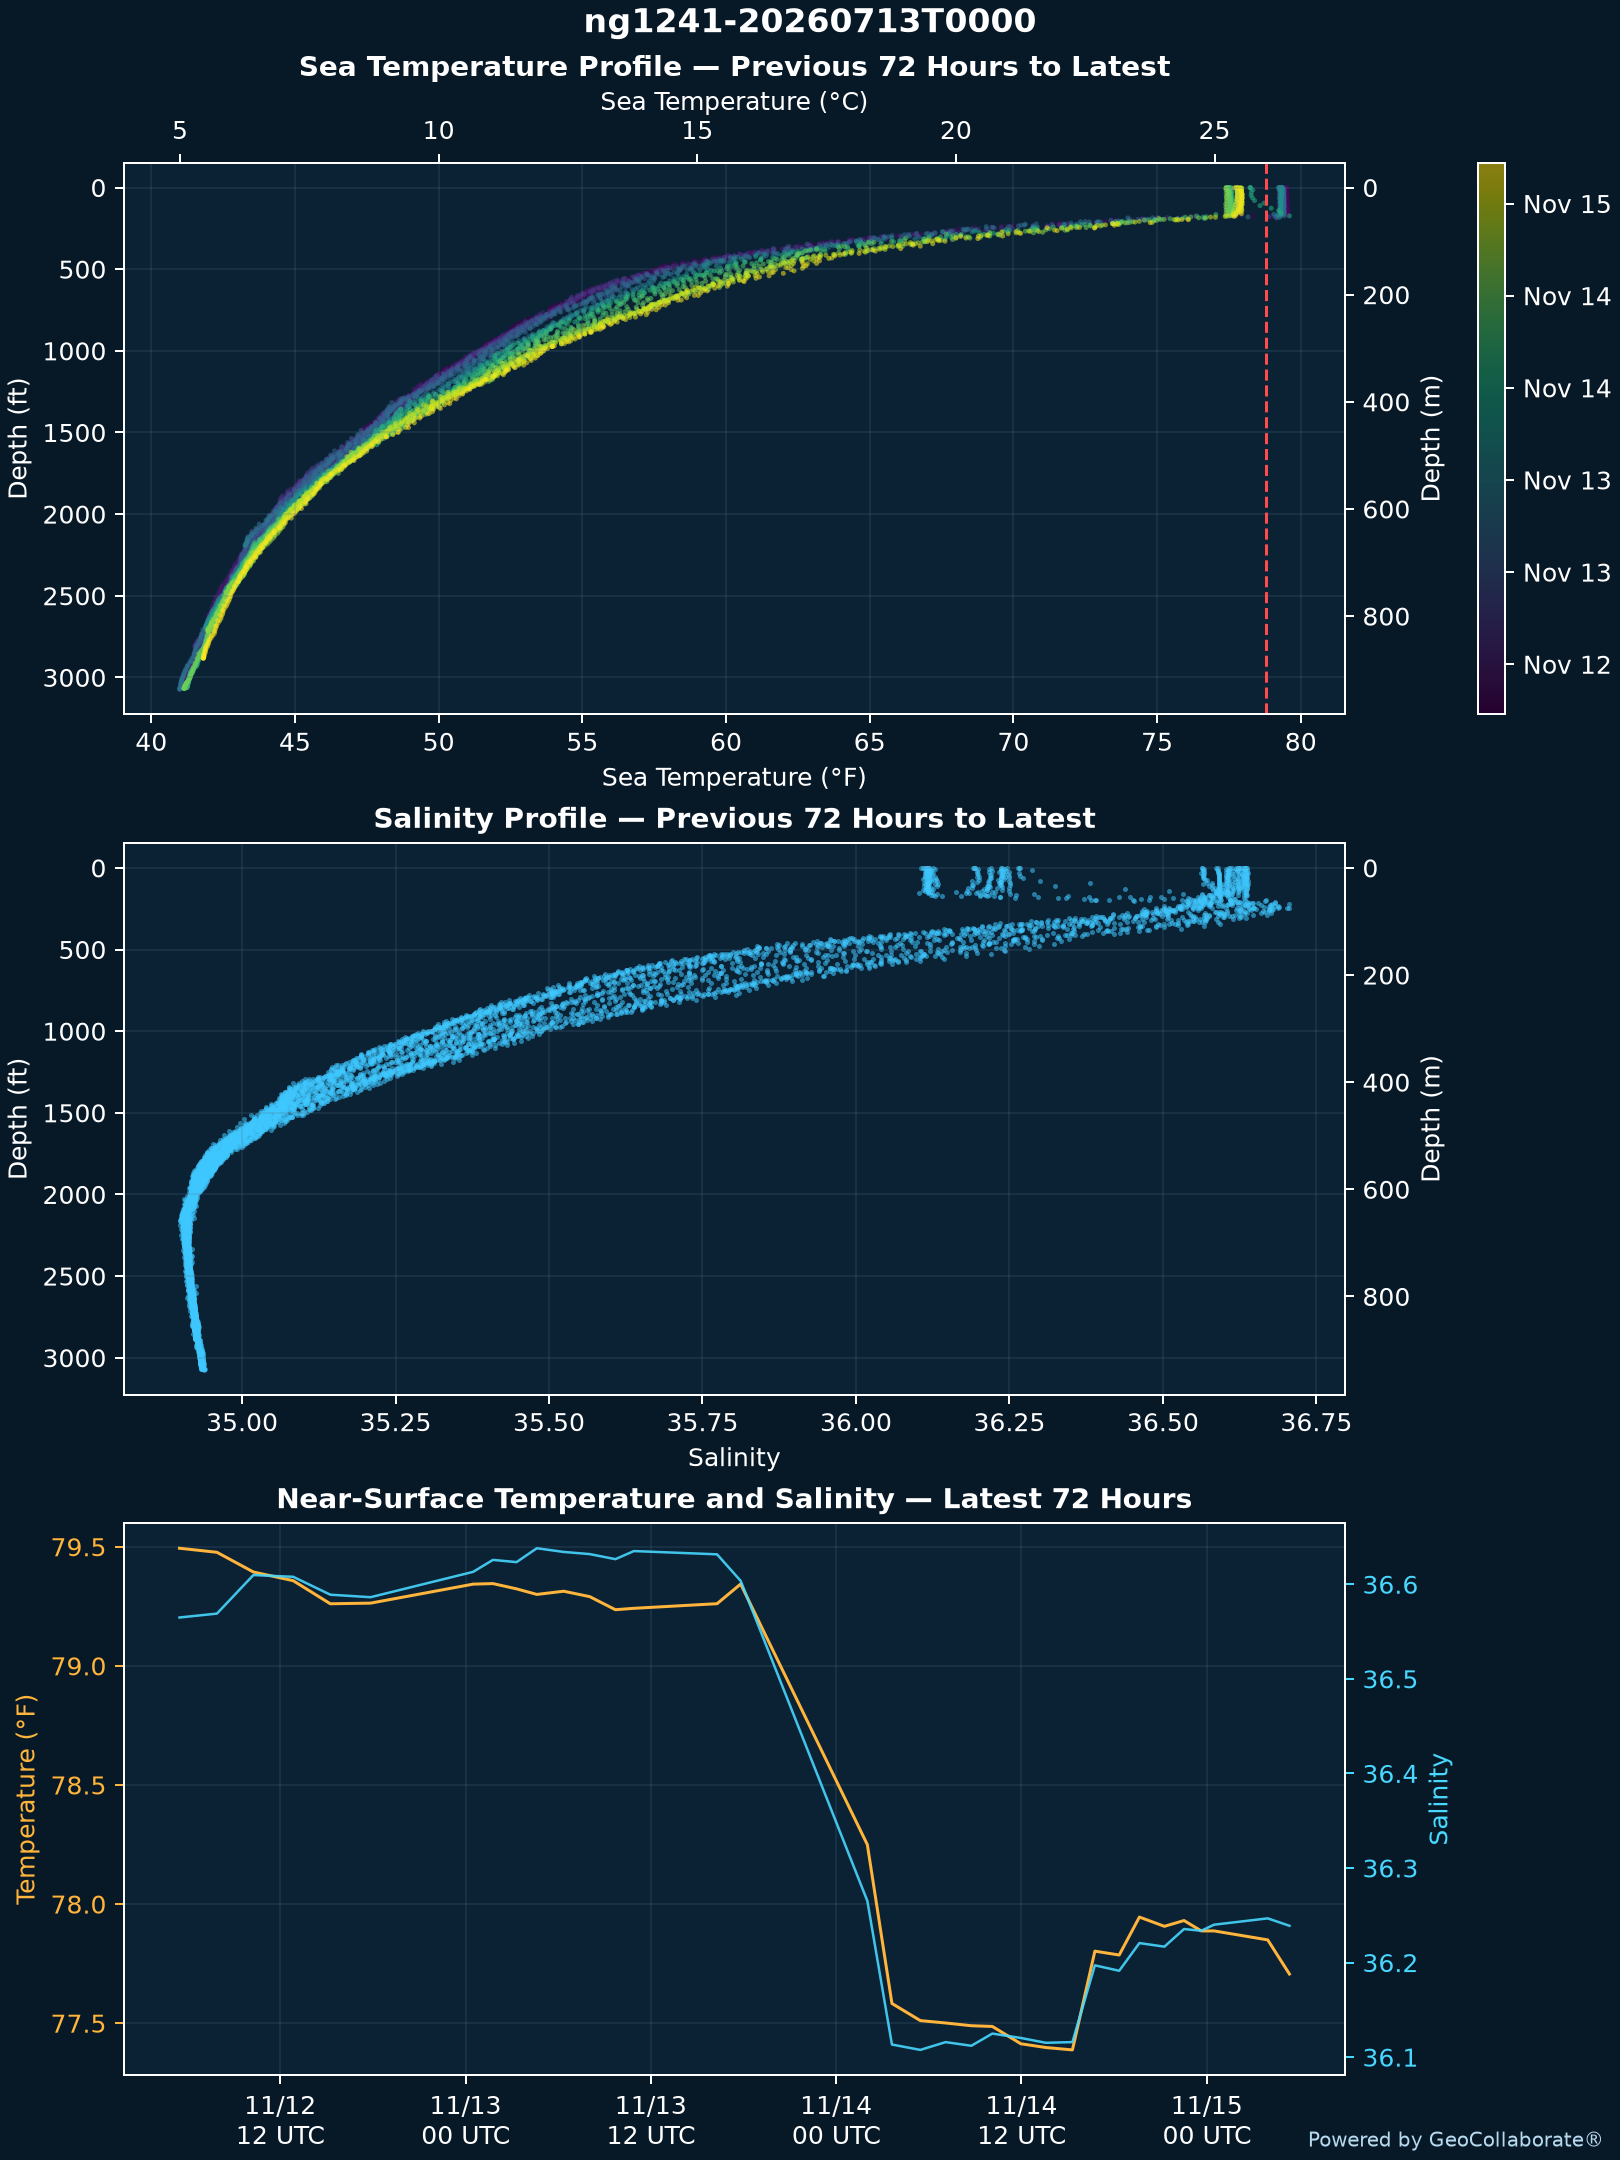 ng1241-20260713T0000
Sea Temperature Profile — Previous 72 Hours to Latest
Sea Temperature (°C)
5 10 15 20 25
0 500 1000 1500 2000 2500 3000
Depth (ft)
0 200 400 600 800
Depth (m)
Nov 15
Nov 14
Nov 14
Nov 13
Nov 13
Nov 12
40 45 50 55 60 65 70 75 80
Sea Temperature (°F)
Salinity Profile — Previous 72 Hours to Latest
0 500 1000 1500 2000 2500 3000
Depth (ft)
0 200 400 600 800
Depth (m)
35.00 35.25 35.50 35.75 36.00 36.25 36.50 36.75
Salinity
Near-Surface Temperature and Salinity — Latest 72 Hours
79.5 79.0 78.5 78.0 77.5
Temperature (°F)
36.6 36.5 36.4 36.3 36.2 36.1
Salinity
11/12 11/13 11/13 11/14 11/14 11/15
12 UTC 00 UTC 12 UTC 00 UTC 12 UTC 00 UTC
Powered by GeoCollaborate®